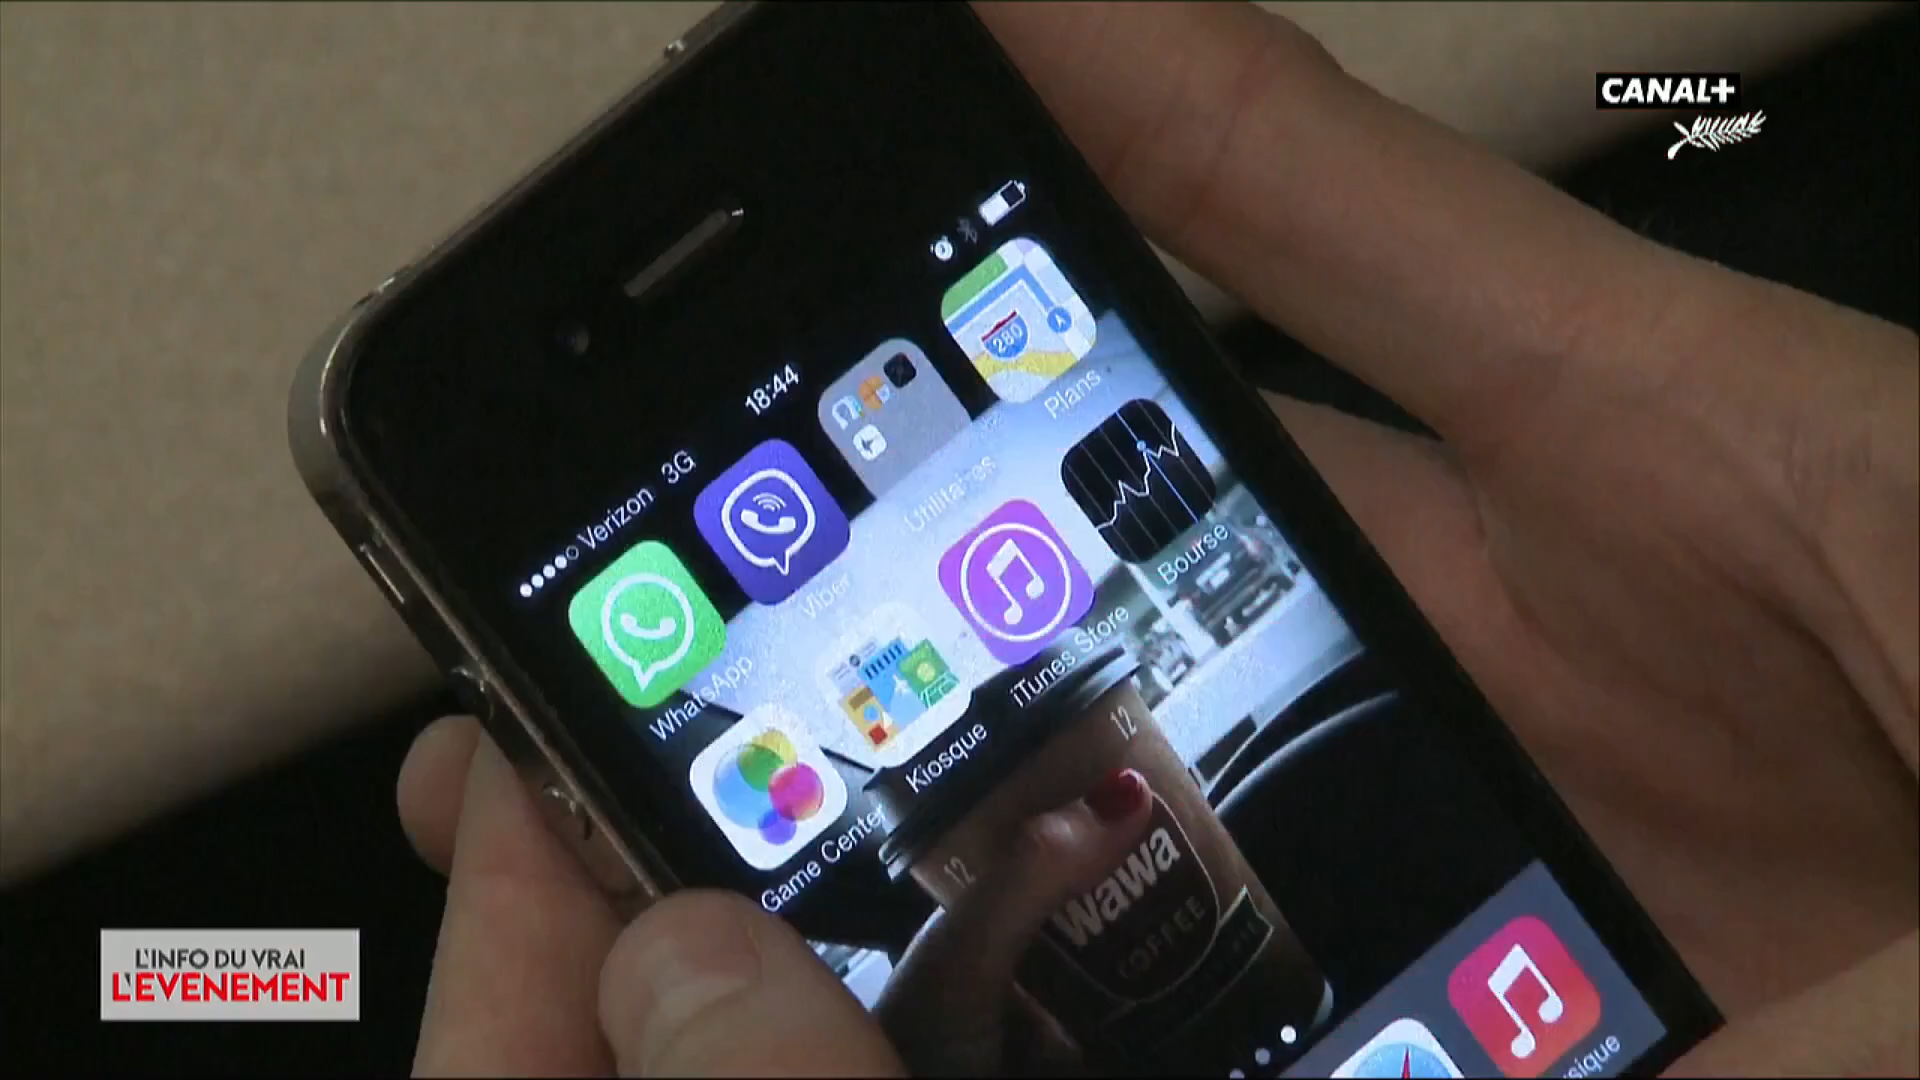 CANAL+
●●●●○ Verizon 3G
18:44
280
WhatsApp
Viber
Utilitaires
Plans
Game Center
Kiosque
iTunes Store
Bourse
12
12
wawa
COFFEE
L'INFO DU VRAI
L'EVENEMENT